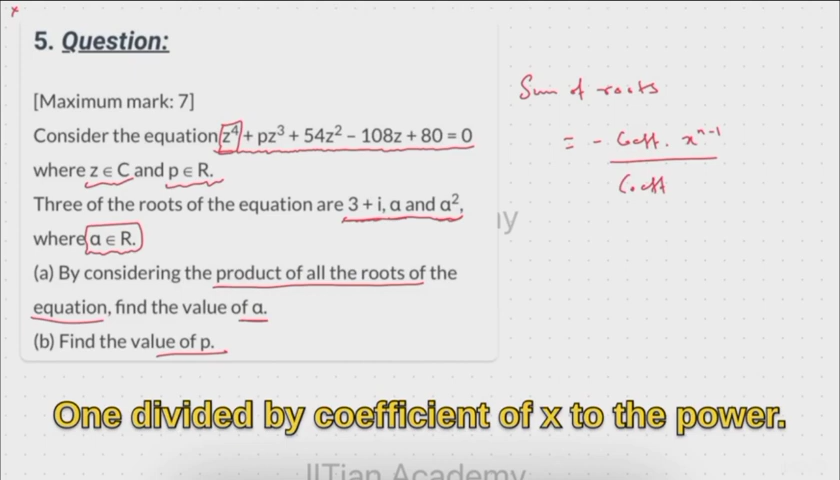 5. Question:
[Maximum mark: 7]
Consider the equation z⁴ + pz³ + 54z² − 108z + 80 = 0
where z ∈ C and p ∈ R.
Three of the roots of the equation are 3 + i, α and α²,
where α ∈ R.
(a) By considering the product of all the roots of the
equation, find the value of α.
(b) Find the value of p.
Sum of roots
= - Coeff. xⁿ⁻¹
Coeff
One divided by coefficient of x to the power.
IITian Academy